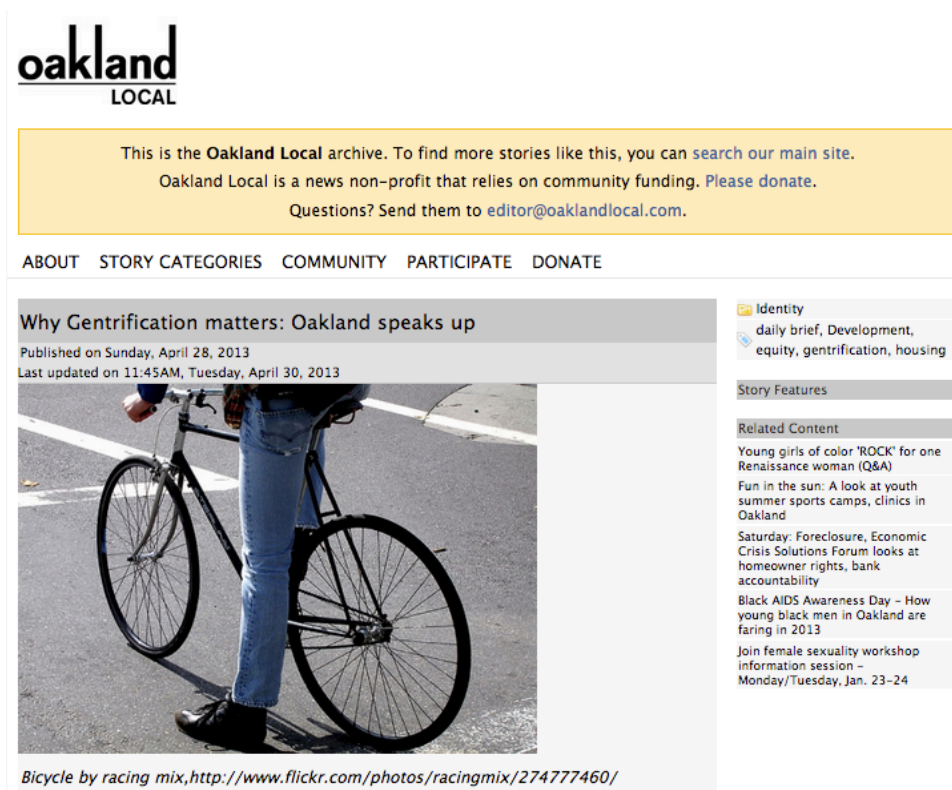 oakland
LOCAL
This is the Oakland Local archive. To find more stories like this, you can search our main site.
Oakland Local is a news non-profit that relies on community funding. Please donate.
Questions? Send them to editor@oaklandlocal.com.
ABOUT STORY CATEGORIES COMMUNITY PARTICIPATE DONATE
Why Gentrification matters: Oakland speaks up
Published on Sunday, April 28, 2013
Last updated on 11:45AM, Tuesday, April 30, 2013
Bicycle by racing mix,http://www.flickr.com/photos/racingmix/274777460/
Identity
daily brief, Development,
equity, gentrification, housing
Story Features
Related Content
Young girls of color 'ROCK' for one
Renaissance woman (Q&A)
Fun in the sun: A look at youth
summer sports camps, clinics in
Oakland
Saturday: Foreclosure, Economic
Crisis Solutions Forum looks at
homeowner rights, bank
accountability
Black AIDS Awareness Day – How
young black men in Oakland are
faring in 2013
Join female sexuality workshop
information session –
Monday/Tuesday, Jan. 23-24